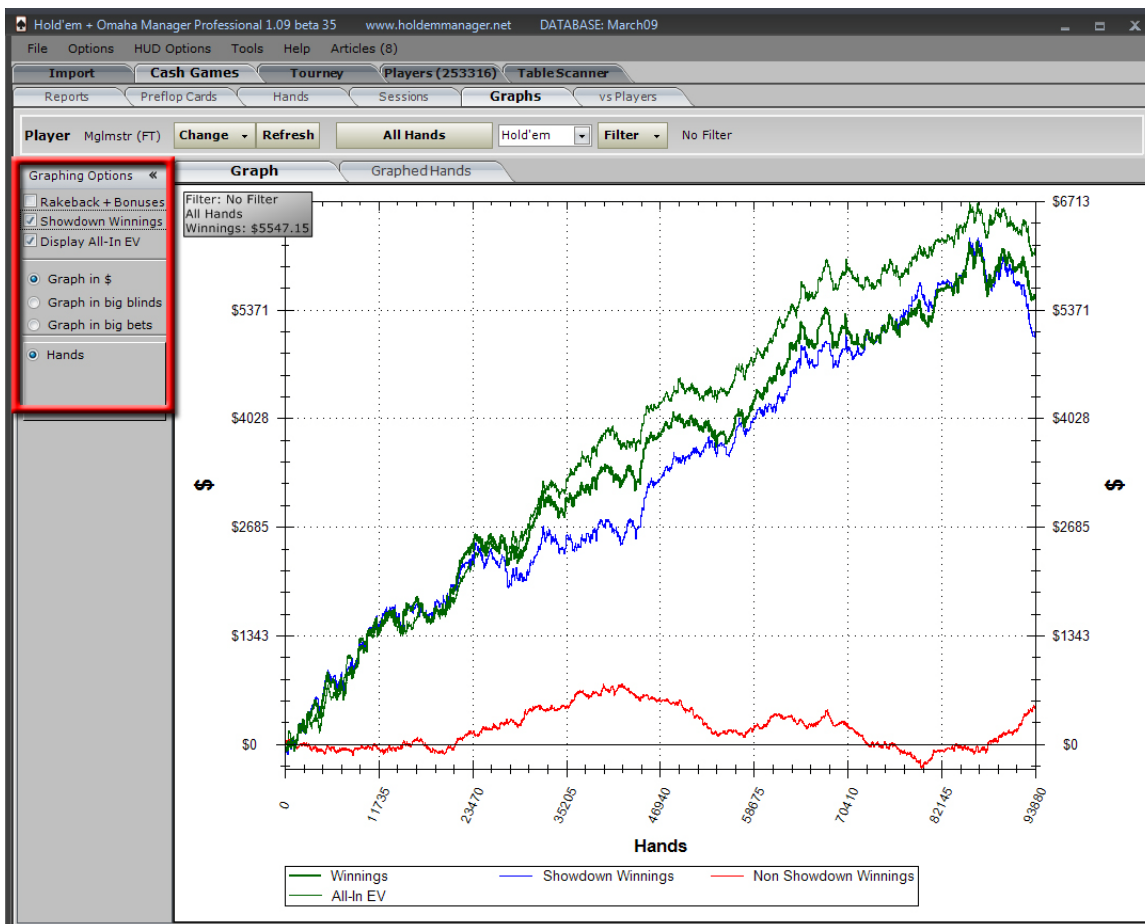 Hold'em + Omaha Manager Professional 1.09 beta 35 www.holdemmanager.net DATABASE: March09
File Options HUD Options Tools Help Articles (8)
Import Cash Games Tourney Players (253316) Table Scanner
Reports Preflop Cards Hands Sessions Graphs vs Players
Player Mglmstr (FT) Change Refresh All Hands Hold'em Filter No Filter
Graphing Options «
Graph Graphed Hands
Rakeback + Bonuses
Showdown Winnings
Display All-In EV
Graph in $
Graph in big blinds
Graph in big bets
Hands
Filter: No Filter
All Hands
Winnings: $5547.15
$6713
$5371 $5371
$4028 $4028
$ $
$2685 $2685
$1343 $1343
$0 $0
0 11735 23470 35205 46940 58675 70410 82145 93880
Hands
Winnings Showdown Winnings Non Showdown Winnings
All-In EV